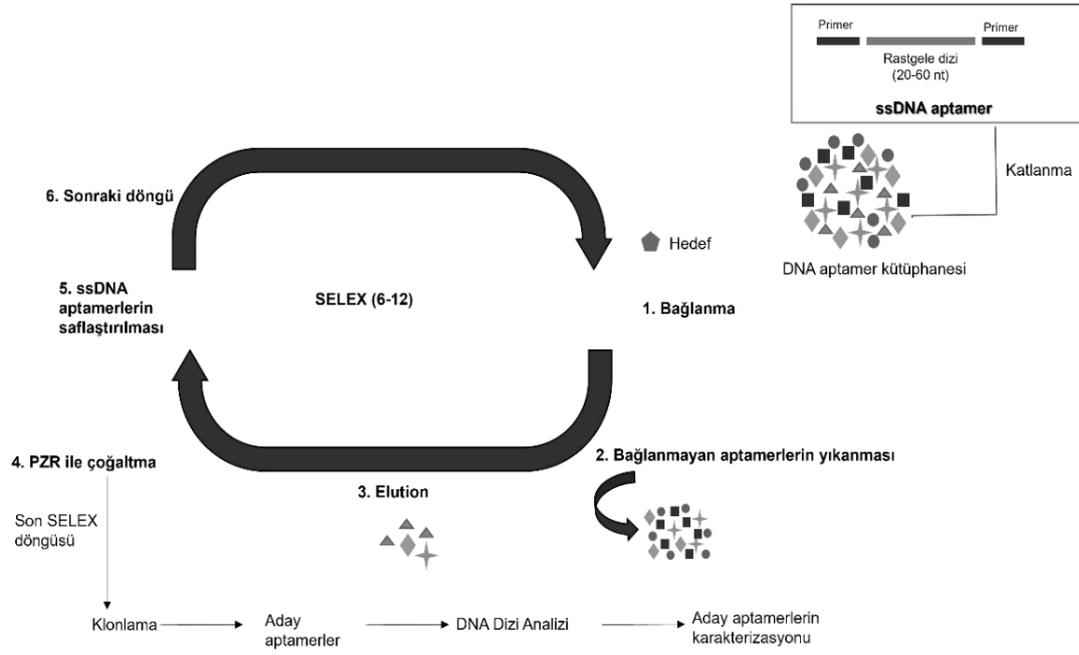 Primer
Primer
Rastgele dizi
(20-60 nt)
ssDNA aptamer
Katlanma
DNA aptamer kütüphanesi
6. Sonraki döngü
Hedef
5. ssDNA
aptamerlerin
saflaştırılması
SELEX (6-12)
1. Bağlanma
4. PZR ile çoğaltma
2. Bağlanmayan aptamerlerin yıkanması
3. Elution
Son SELEX
döngüsü
Klonlama
Aday
aptamerler
DNA Dizi Analizi
Aday aptamerlerin
karakterizasyonu